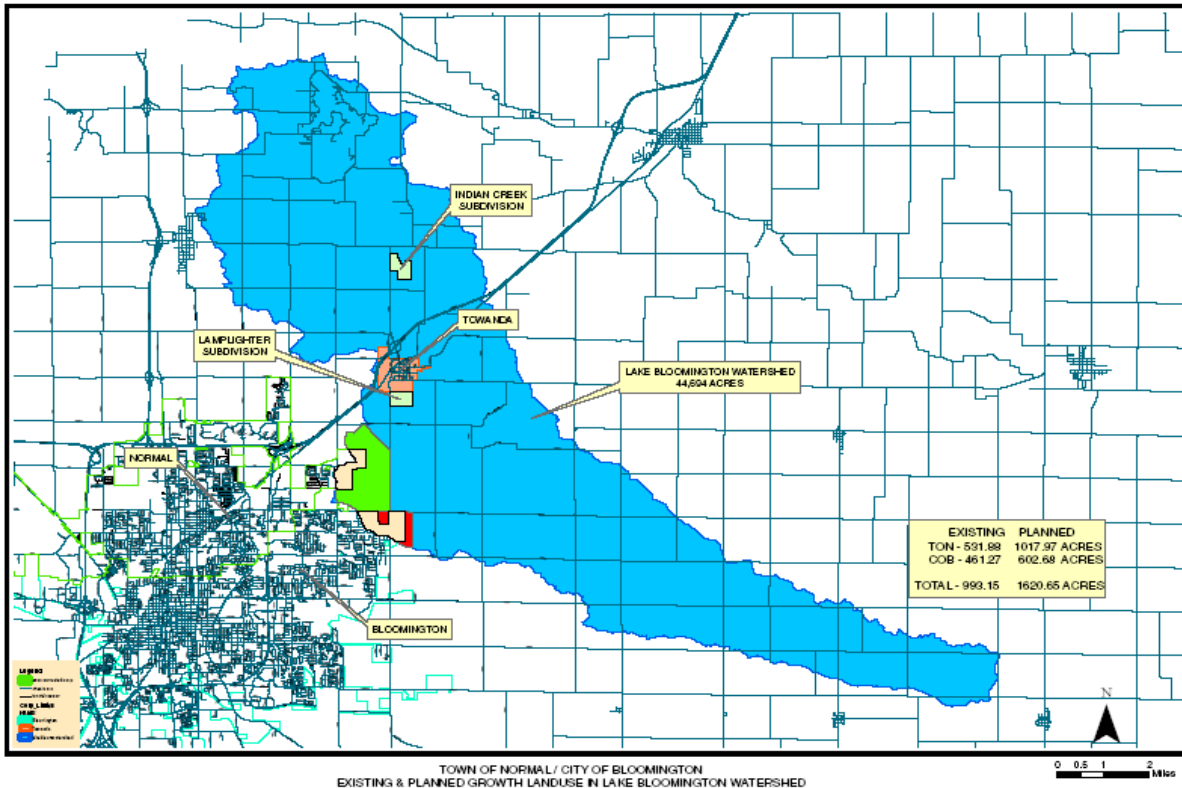 INDIAN CREEK
SUBDIVISION
TOWANDA
LAMPLIGHTER
SUBDIVISION
LAKE BLOOMINGTON WATERSHED
44,694 ACRES
NORMAL
EXISTING PLANNED
TON - 531.88 1017.97 ACRES
COB - 461.27 602.68 ACRES
TOTAL - 993.15 1620.65 ACRES
BLOOMINGTON
N
0 0.5 1 2
Miles
TOWN OF NORMAL / CITY OF BLOOMINGTON
EXISTING & PLANNED GROWTH LANDUSE IN LAKE BLOOMINGTON WATERSHED